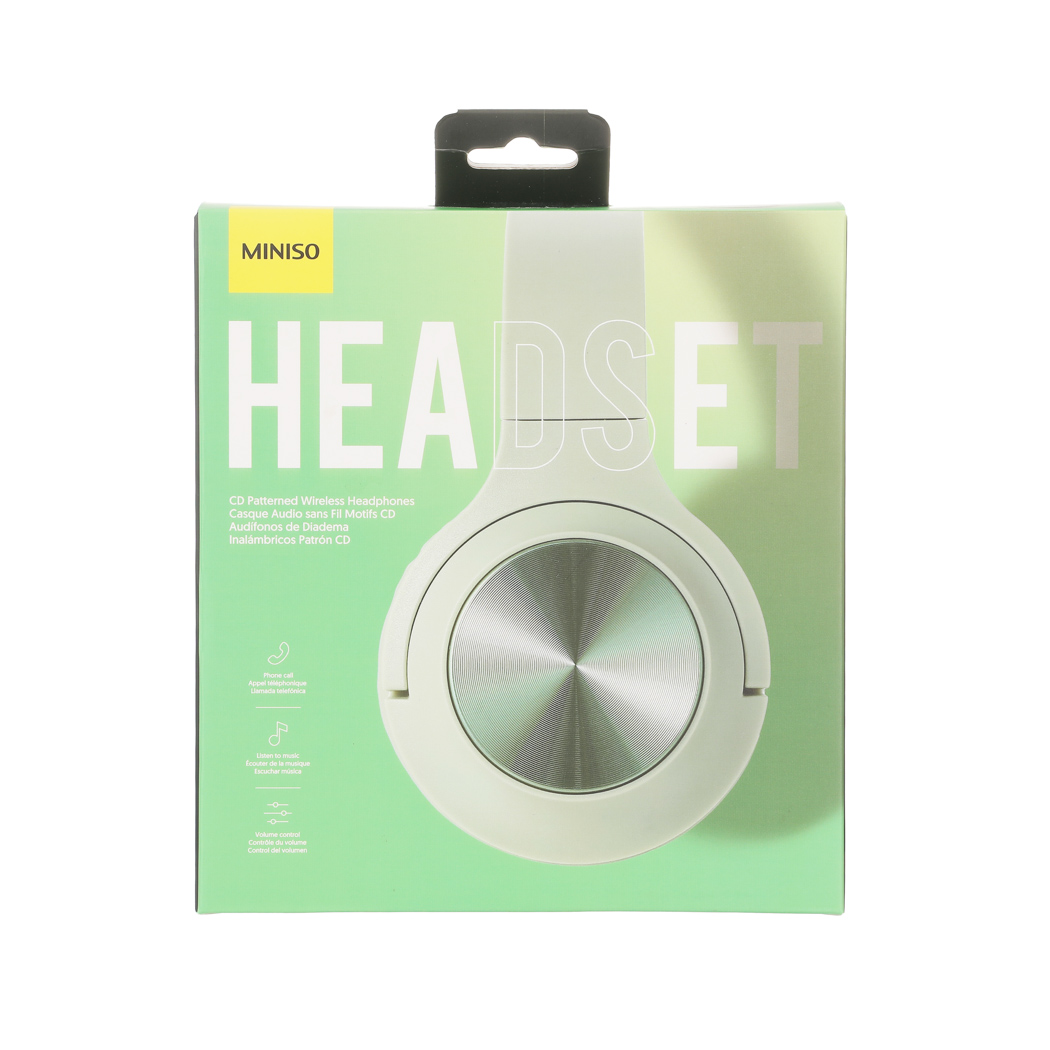 MINISO
HEADSET
CD Patterned Wireless Headphones
Casque Audio sans Fil Motifs CD
Audífonos de Diadema
Inalámbricos Patrón CD
Phone call
Appel téléphonique
Llamada telefónica
Listen to music
Écouter de la musique
Escuchar música
Volume control
Contrôle du volume
Control del volumen